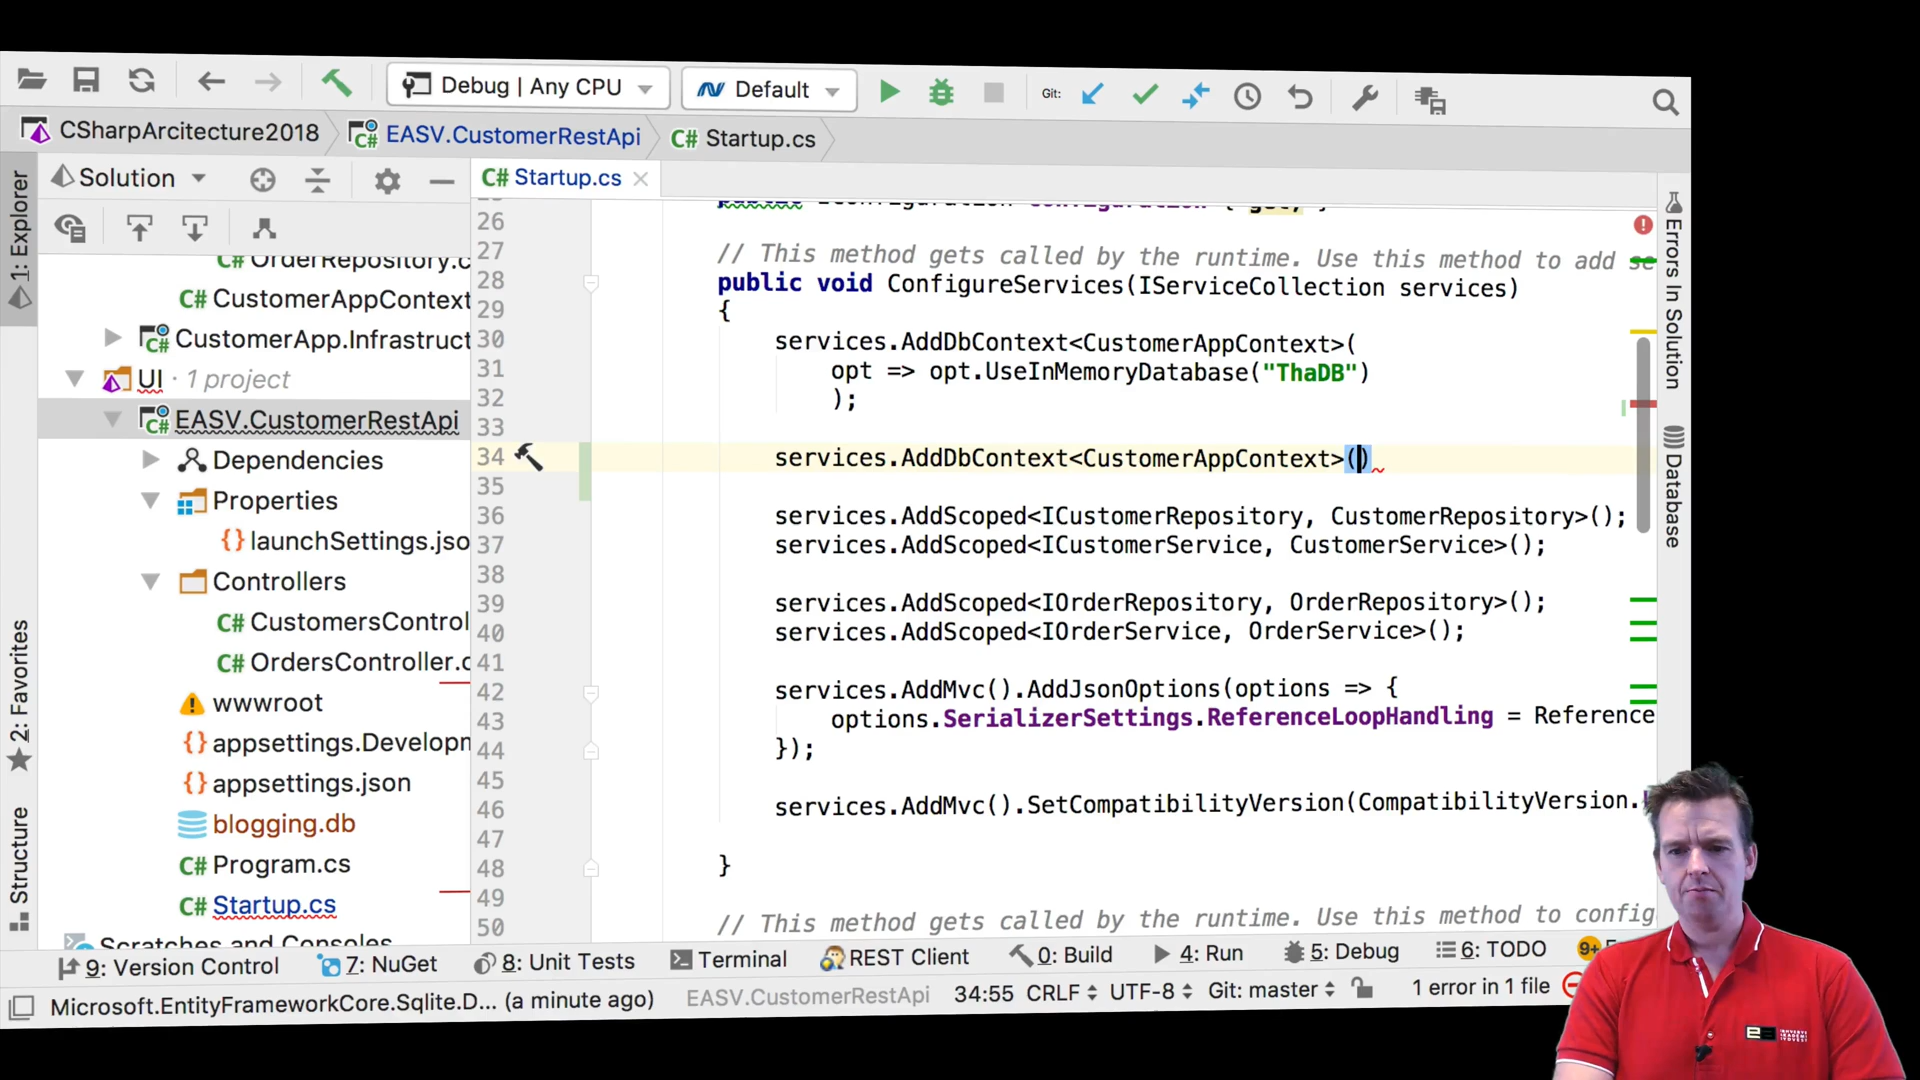 Debug | Any CPU
Default
Git:
CSharpArcitecture2018
EASV.CustomerRestApi
C# Startup.cs
Solution
C# Startup.cs
1: Explorer
2: Favorites
Structure
C# OrderRepository.c
C# CustomerAppContext
CustomerApp.Infrastruct
UI · 1 project
EASV.CustomerRestApi
Dependencies
Properties
launchSettings.jso
Controllers
C# CustomersControl
C# OrdersController.c
wwwroot
appsettings.Developm
appsettings.json
blogging.db
C# Program.cs
C# Startup.cs
Scratches and Consoles
26
27 // This method gets called by the runtime. Use this method to add se
28 public void ConfigureServices(IServiceCollection services)
29 {
30 services.AddDbContext<CustomerAppContext>(
31 opt => opt.UseInMemoryDatabase("ThaDB")
32 );
33
34 services.AddDbContext<CustomerAppContext>()
35
36 services.AddScoped<ICustomerRepository, CustomerRepository>();
37 services.AddScoped<ICustomerService, CustomerService>();
38
39 services.AddScoped<IOrderRepository, OrderRepository>();
40 services.AddScoped<IOrderService, OrderService>();
41
42 services.AddMvc().AddJsonOptions(options => {
43 options.SerializerSettings.ReferenceLoopHandling = Reference
44 });
45
46 services.AddMvc().SetCompatibilityVersion(CompatibilityVersion.
47
48 }
49
50 // This method gets called by the runtime. Use this method to config
Errors In Solution
Database
9: Version Control
7: NuGet
8: Unit Tests
Terminal
REST Client
0: Build
4: Run
5: Debug
6: TODO
9+
Microsoft.EntityFrameworkCore.Sqlite.D... (a minute ago)
EASV.CustomerRestApi
34:55
CRLF
UTF-8
Git: master
1 error in 1 file